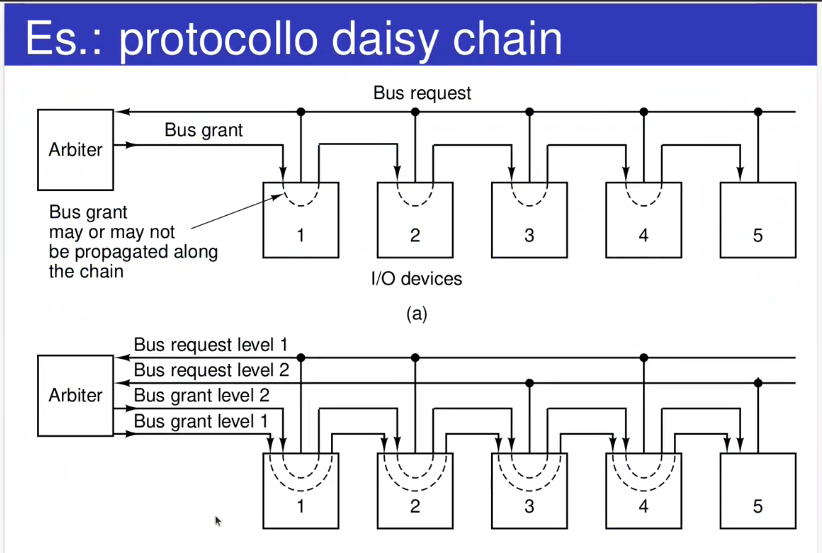 Es.: protocollo daisy chain
Bus request
Bus grant
Arbiter
Bus grant
may or may not
be propagated along
the chain
1
2
3
4
5
I/O devices
(a)
Bus request level 1
Bus request level 2
Arbiter
Bus grant level 2
Bus grant level 1
1
2
3
4
5